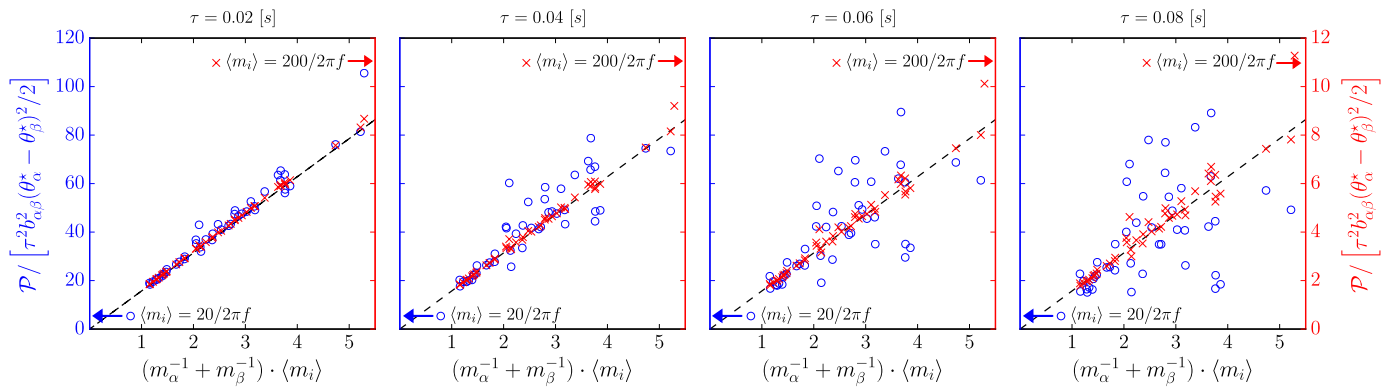 τ = 0.02 [s]
τ = 0.04 [s]
τ = 0.06 [s]
τ = 0.08 [s]
120
100
80
60
40
20
0
12
10
8
6
4
2
0
𝒫/[τ²b²_{αβ}(θ*_α − θ*_β)²/2]
𝒫/[τ²b²_{αβ}(θ*_α − θ*_β)²/2]
× ⟨m_i⟩ = 200/2πf
× ⟨m_i⟩ = 200/2πf
× ⟨m_i⟩ = 200/2πf
× ⟨m_i⟩ = 200/2πf
⟨m_i⟩ = 20/2πf
⟨m_i⟩ = 20/2πf
⟨m_i⟩ = 20/2πf
⟨m_i⟩ = 20/2πf
1 2 3 4 5
1 2 3 4 5
1 2 3 4 5
1 2 3 4 5
(m_α^{−1} + m_β^{−1}) · ⟨m_i⟩
(m_α^{−1} + m_β^{−1}) · ⟨m_i⟩
(m_α^{−1} + m_β^{−1}) · ⟨m_i⟩
(m_α^{−1} + m_β^{−1}) · ⟨m_i⟩